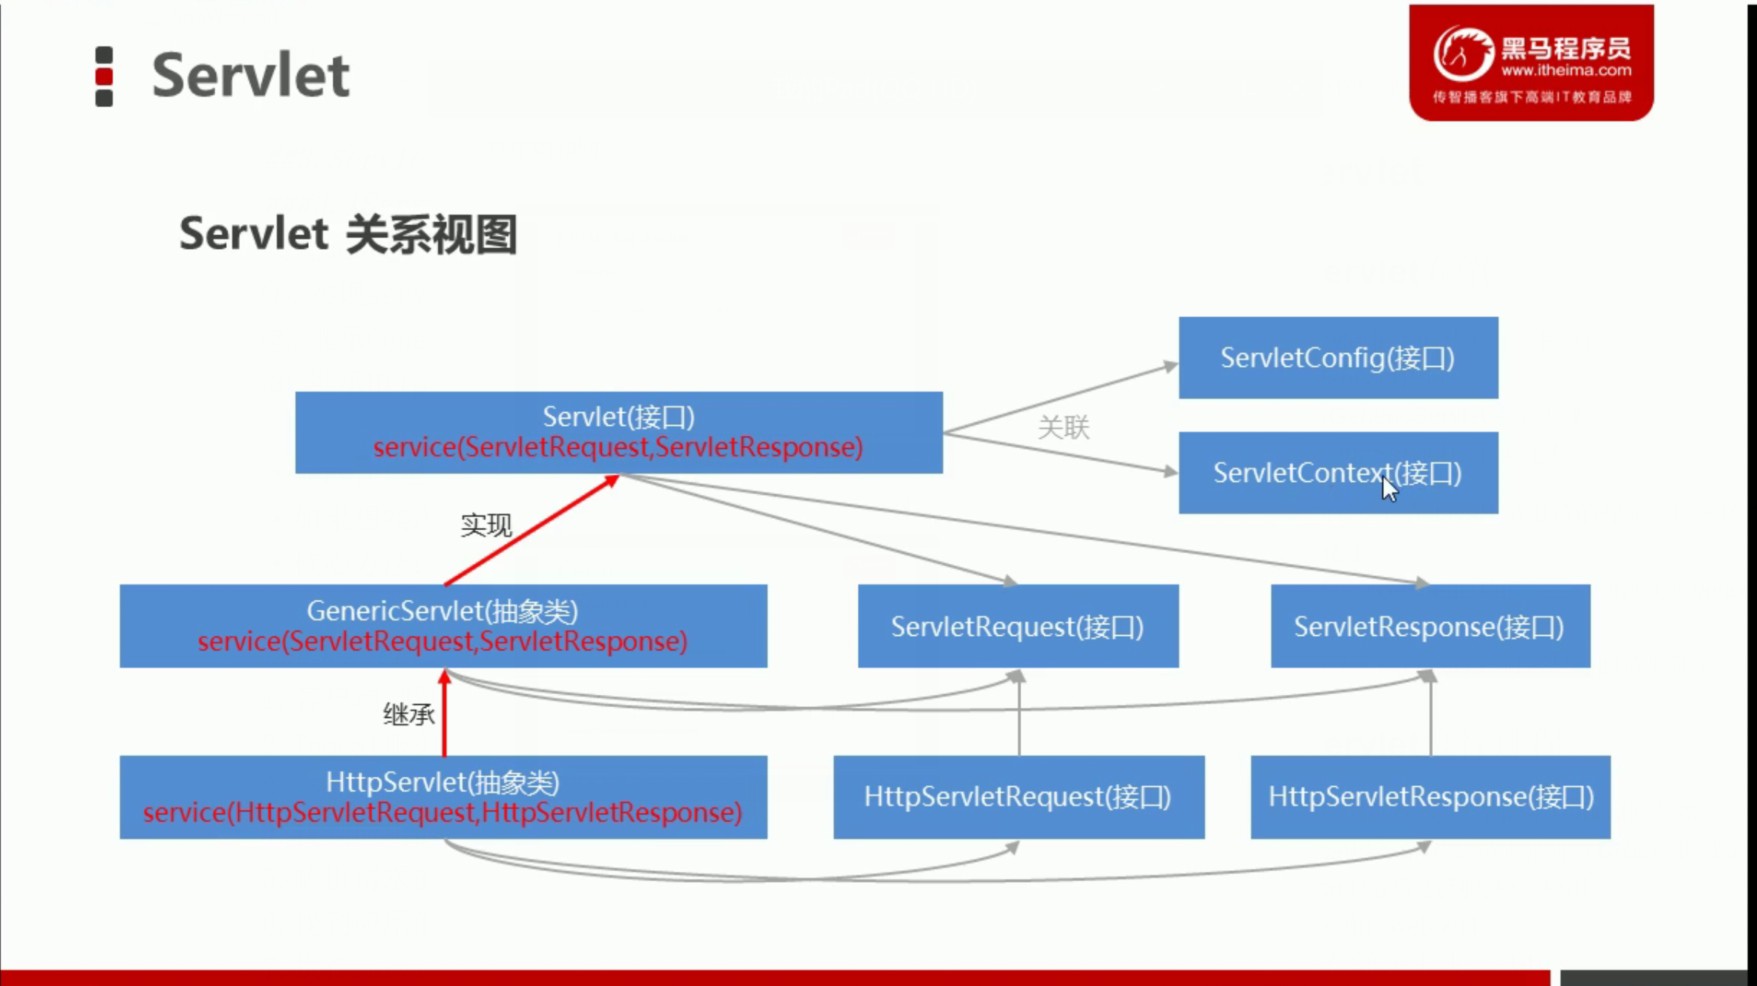 Servlet
黑马程序员
www.itheima.com
传智播客旗下高端IT教育品牌
Servlet 关系视图
ServletConfig(接口)
Servlet(接口)
service(ServletRequest,ServletResponse)
关联
ServletContext(接口)
实现
GenericServlet(抽象类)
service(ServletRequest,ServletResponse)
ServletRequest(接口)
ServletResponse(接口)
继承
HttpServlet(抽象类)
service(HttpServletRequest,HttpServletResponse)
HttpServletRequest(接口)
HttpServletResponse(接口)